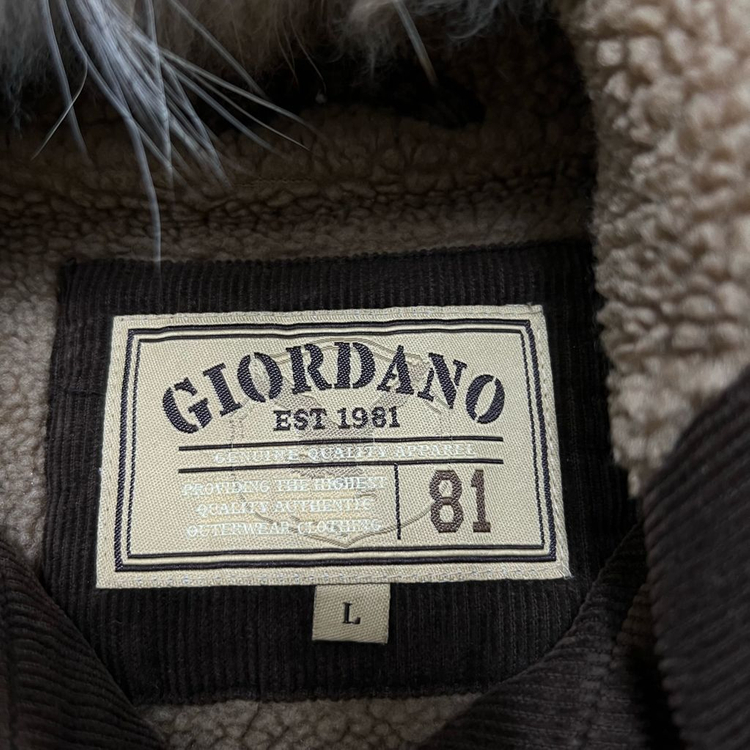 GIORDANO
EST 1981
GENUINE QUALITY APPAREL
PROVIDING THE HIGHEST
QUALITY AUTHENTIC
OUTERWEAR CLOTHING
81
L